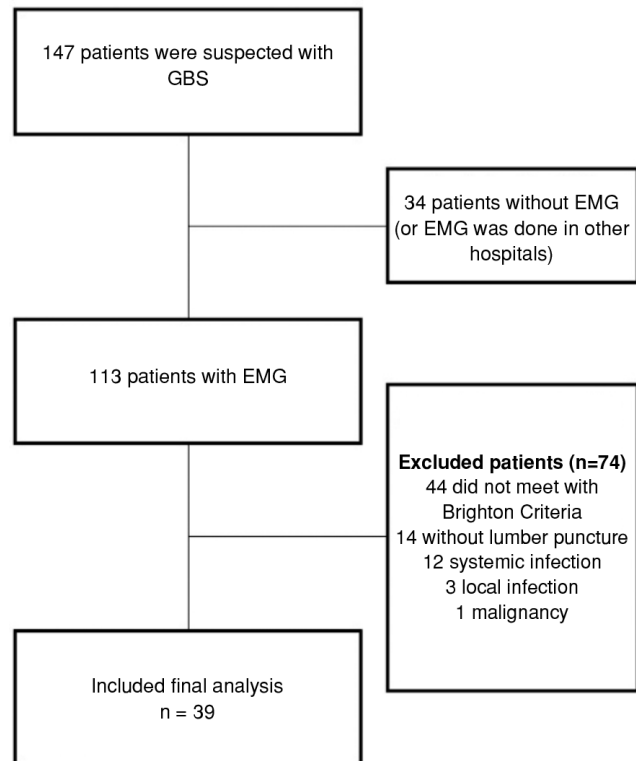 147 patients were suspected with
GBS
34 patients without EMG
(or EMG was done in other
hospitals)
113 patients with EMG
Excluded patients (n=74)
44 did not meet with
Brighton Criteria
14 without lumber puncture
12 systemic infection
3 local infection
1 malignancy
Included final analysis
n = 39